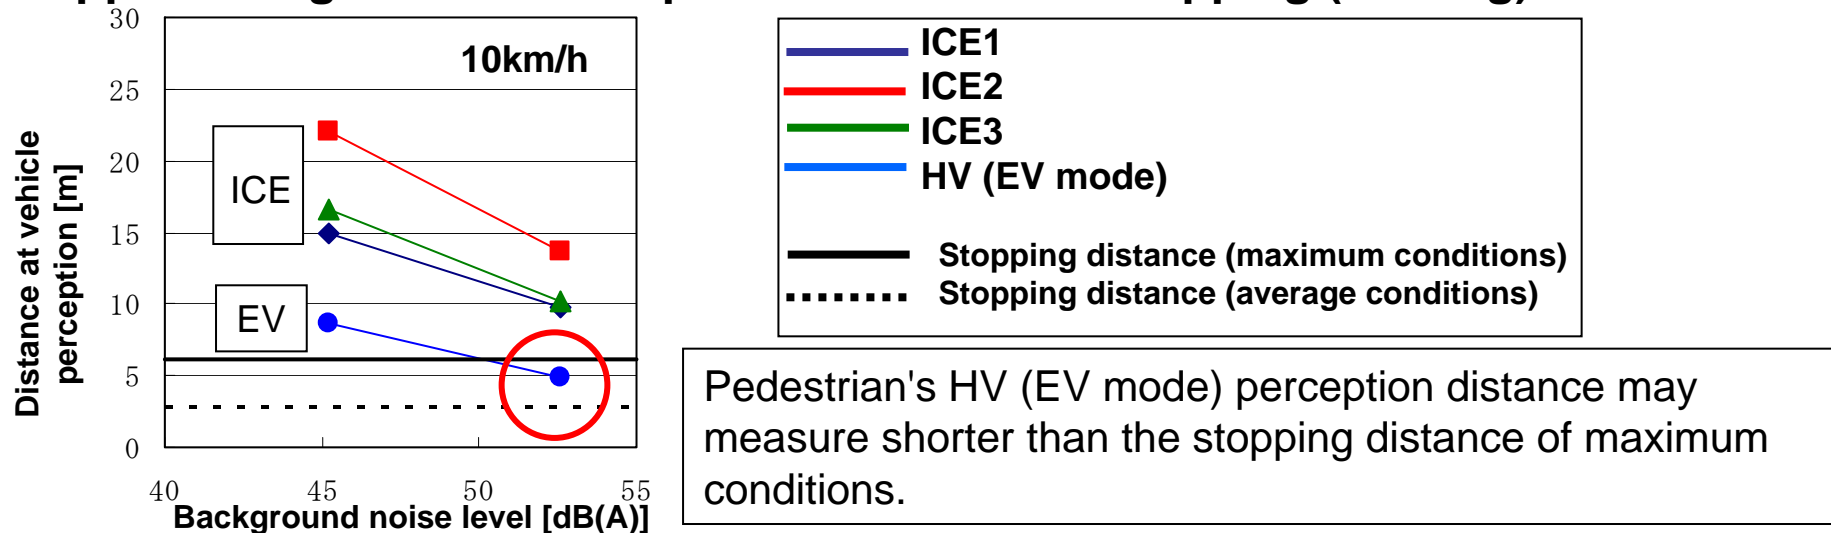 10km/h
30
25
20
15
10
5
0
Distance at vehicle
perception [m]
ICE
EV
40 45 50 55
Background noise level [dB(A)]
ICE1
ICE2
ICE3
HV (EV mode)
Stopping distance (maximum conditions)
Stopping distance (average conditions)
Pedestrian's HV (EV mode) perception distance may
measure shorter than the stopping distance of maximum
conditions.